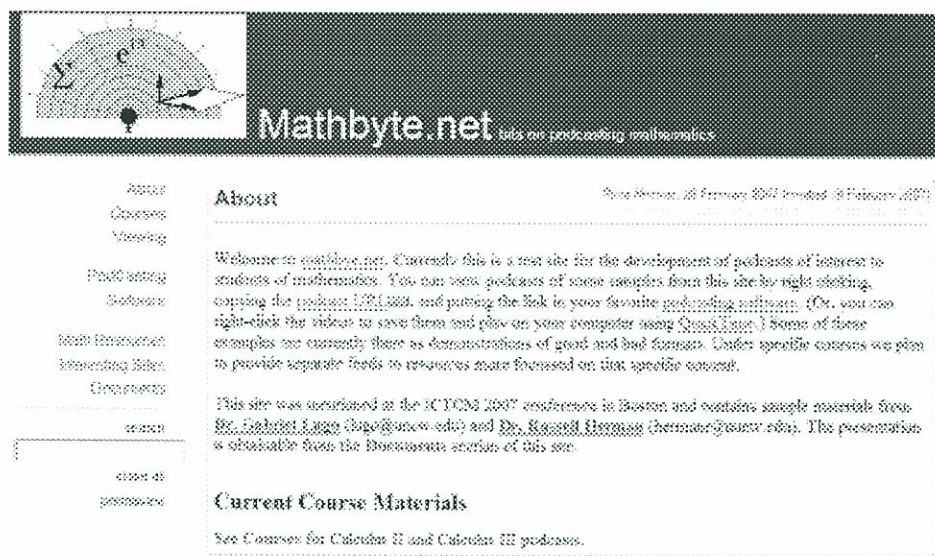 Σ e
Mathbyte.net bits on podcasting mathematics
About
Courses
Viewing
PodCasting
Software
Math Resources
Interesting Sites
Documents
search
About
Welcome to mathbyte.net. Currently this is a test site for the development of podcasts of interest to
students of mathematics. You can view podcasts of some samples from this site by right clicking,
copying the podcast URL, and putting the link in your favorite podcasting software. (Or, you can
right-click the videos to save them and play on your computer using QuickTime.) Some of these
examples are currently there as demonstrations of good and bad formats. Under specific courses we plan
to provide separate feeds to resources more focussed on that specific content.
This site was mentioned at the ICTCM 2007 conference in Boston and contains sample materials from
Dr. Gabriel Lugo (lugo@uncw.edu) and Dr. Russell Herman (hermanr@uncw.edu). The presentation
is obtainable from the Documents section of this site.
Current Course Materials
See Courses for Calculus II and Calculus III podcasts.